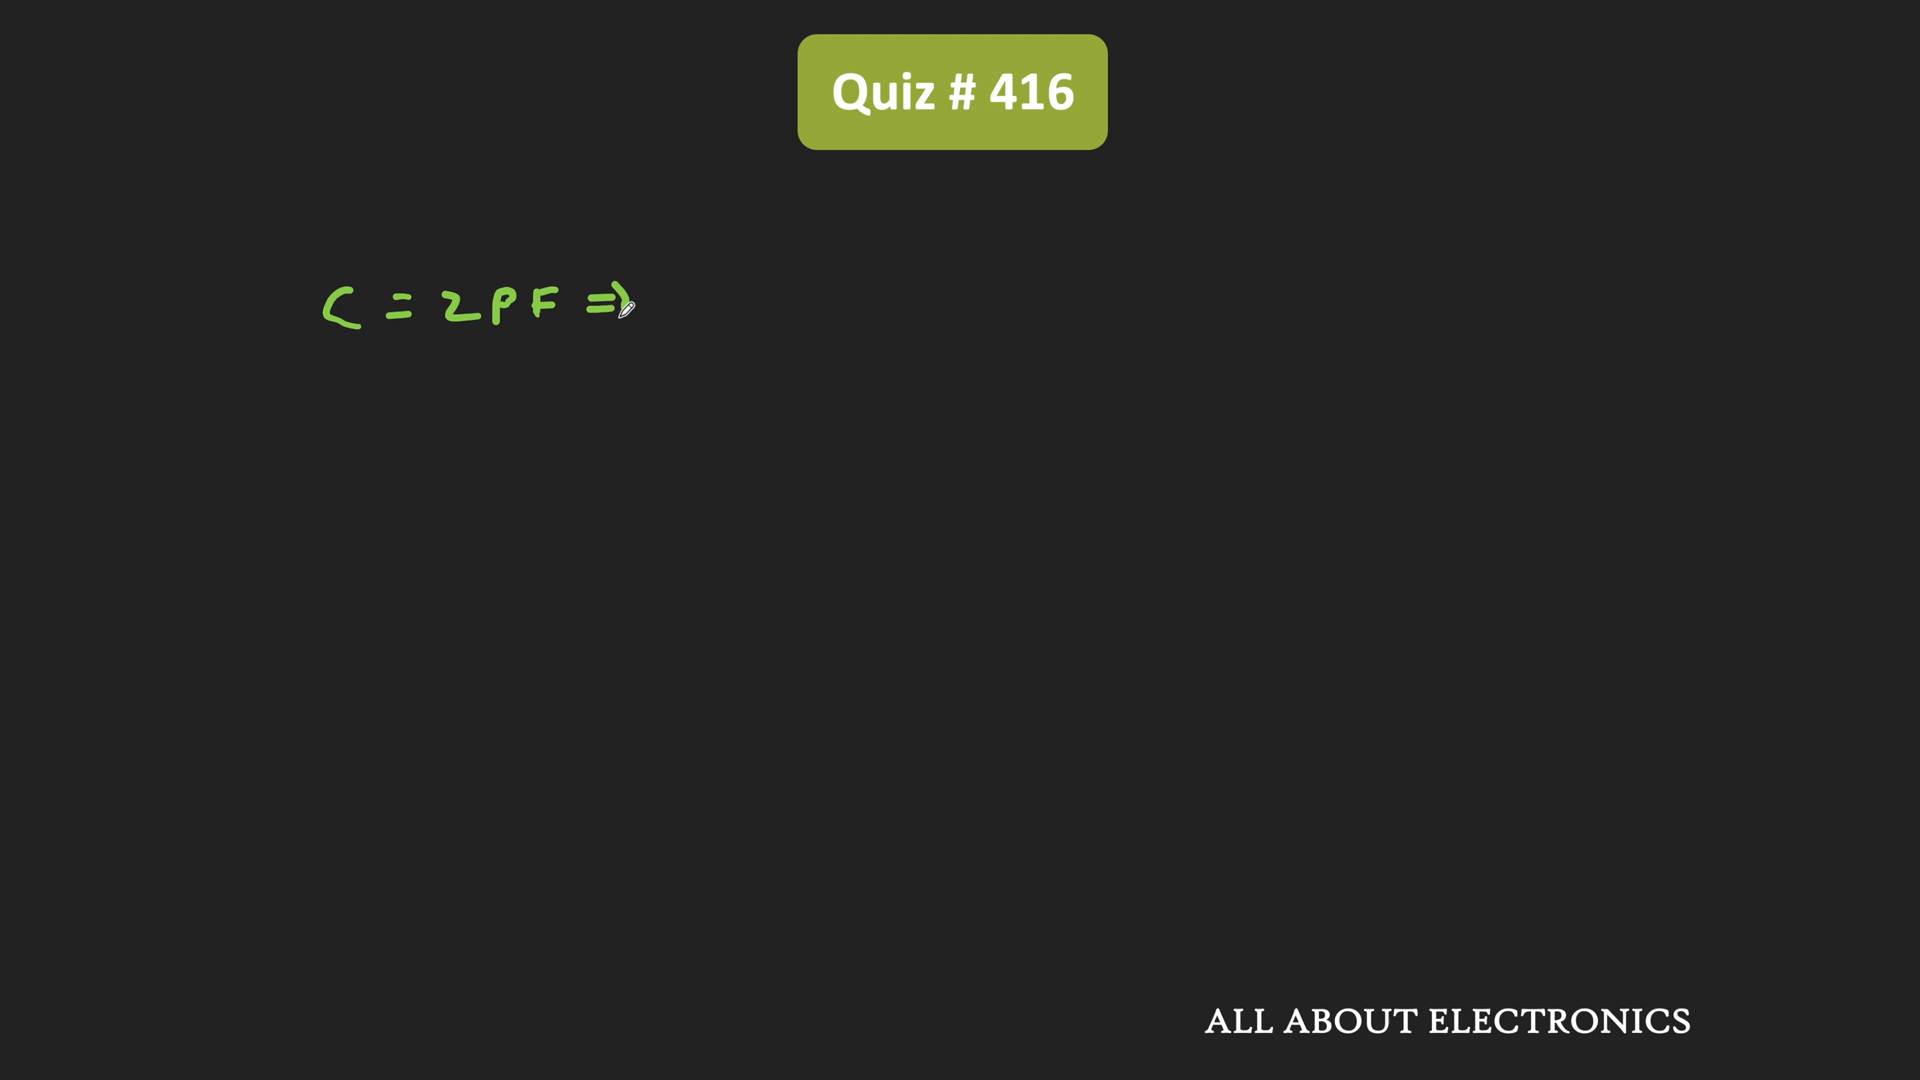 Quiz # 416
C = 2PF ⇒
ALL ABOUT ELECTRONICS